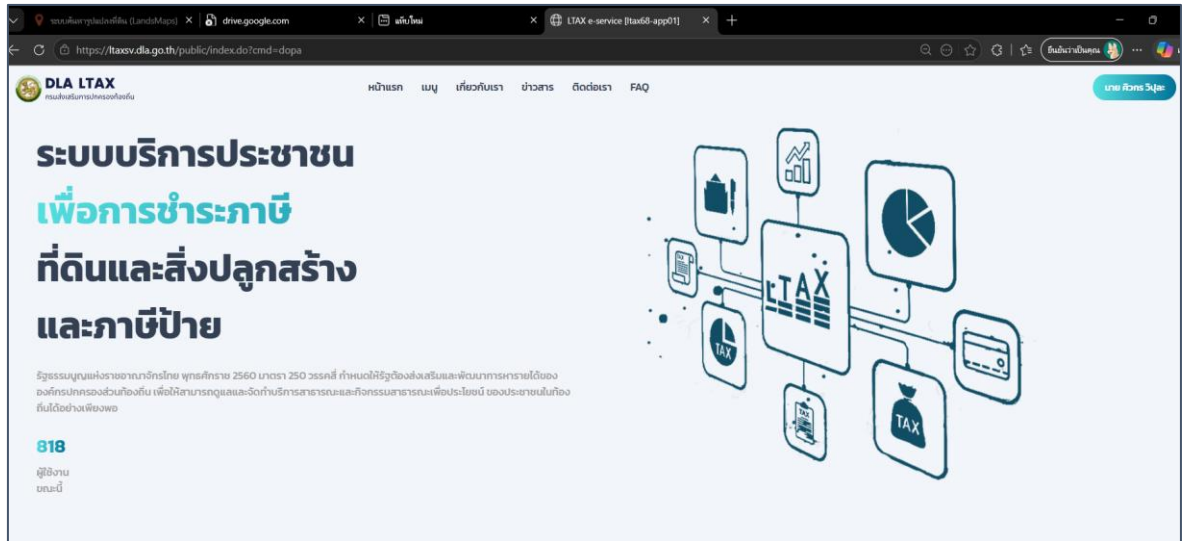 ระบบค้นหารูปแปลงที่ดิน (LandsMaps)
drive.google.com
แท็บใหม่
LTAX e-service [ltax68-app01]
https://ltaxsv.dla.go.th/public/index.do?cmd=dopa
ยืนยันว่าเป็นคุณ
DLA LTAX
กรมส่งเสริมการปกครองท้องถิ่น
หน้าแรก เมนู เกี่ยวกับเรา ข่าวสาร ติดต่อเรา FAQ
นาย ศิวกร วิปุละ
ระบบบริการประชาชน
เพื่อการชำระภาษี
ที่ดินและสิ่งปลูกสร้าง
และภาษีป้าย
รัฐธรรมนูญแห่งราชอาณาจักรไทย พุทธศักราช 2560 มาตรา 250 วรรคสี่ กำหนดให้รัฐต้องส่งเสริมและพัฒนาการหารายได้ของ
องค์กรปกครองส่วนท้องถิ่น เพื่อให้สามารถดูแลและจัดทำบริการสาธารณะและกิจกรรมสาธารณะเพื่อประโยชน์ ของประชาชนในท้อง
ถิ่นได้อย่างเพียงพอ
818
ผู้ใช้งาน
ขณะนี้
LTAX
TAX
TAX
TAX